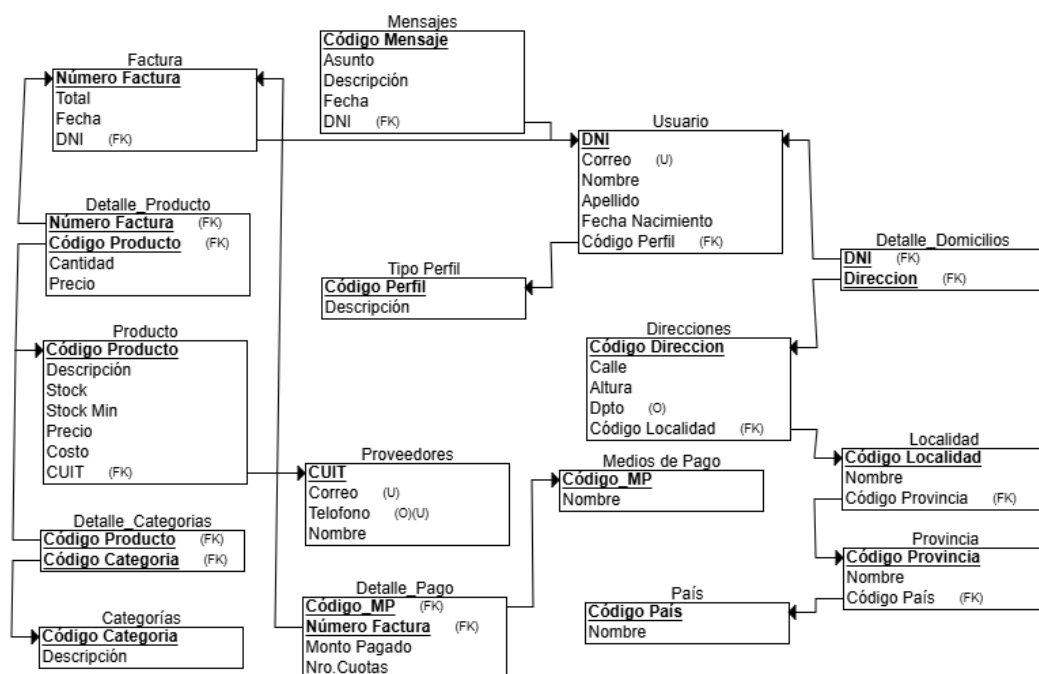 Mensajes
Código Mensaje
Asunto
Descripción
Fecha
DNI (FK)
Factura
Número Factura
Total
Fecha
DNI (FK)
Usuario
DNI
Correo (U)
Nombre
Apellido
Fecha Nacimiento
Código Perfil (FK)
Detalle_Producto
Número Factura (FK)
Código Producto (FK)
Cantidad
Precio
Detalle_Domicilios
DNI (FK)
Direccion (FK)
Tipo Perfil
Código Perfil
Descripción
Producto
Código Producto
Descripción
Stock
Stock Min
Precio
Costo
CUIT (FK)
Direcciones
Código Direccion
Calle
Altura
Dpto (O)
Código Localidad (FK)
Proveedores
CUIT
Correo (U)
Telofono (O)(U)
Nombre
Medios de Pago
Código_MP
Nombre
Localidad
Código Localidad
Nombre
Código Provincia (FK)
Detalle_Categorias
Código Producto (FK)
Código Categoria (FK)
Provincia
Código Provincia
Nombre
Código País (FK)
Detalle_Pago
Código_MP (FK)
Número Factura (FK)
Monto Pagado
Nro.Cuotas
País
Código País
Nombre
Categorías
Código Categoria
Descripción